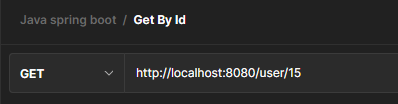 Java spring boot / Get By Id
GET http://localhost:8080/user/15